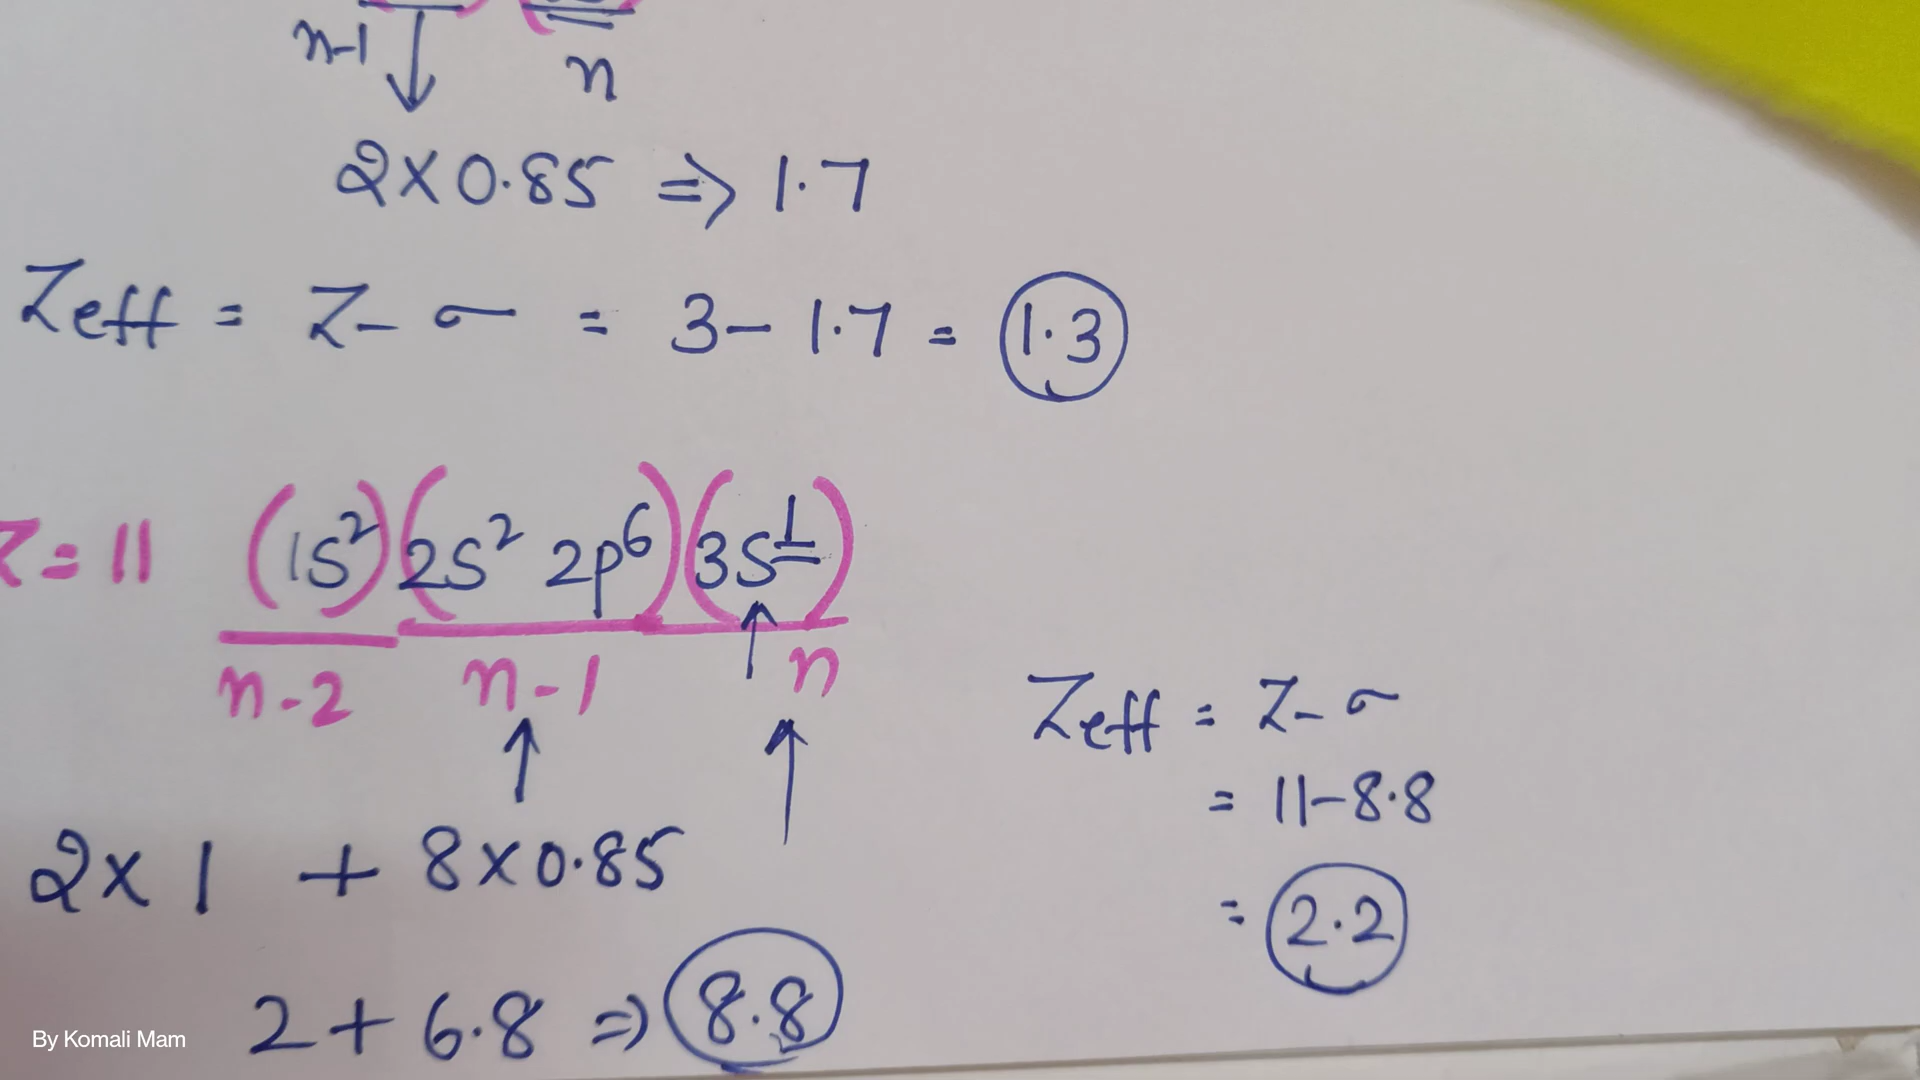 n-1 n
2×0.85 ⇒ 1.7
Zeff = Z-σ = 3-1.7 = 1.3
Z=11 (1s² )(2s² 2p⁶)(3s¹)
n-2 n-1 n
2×1 + 8×0.85
2+6.8 ⇒ 8.8
Zeff = Z-σ
= 11-8.8
= 2.2
By Komali Mam